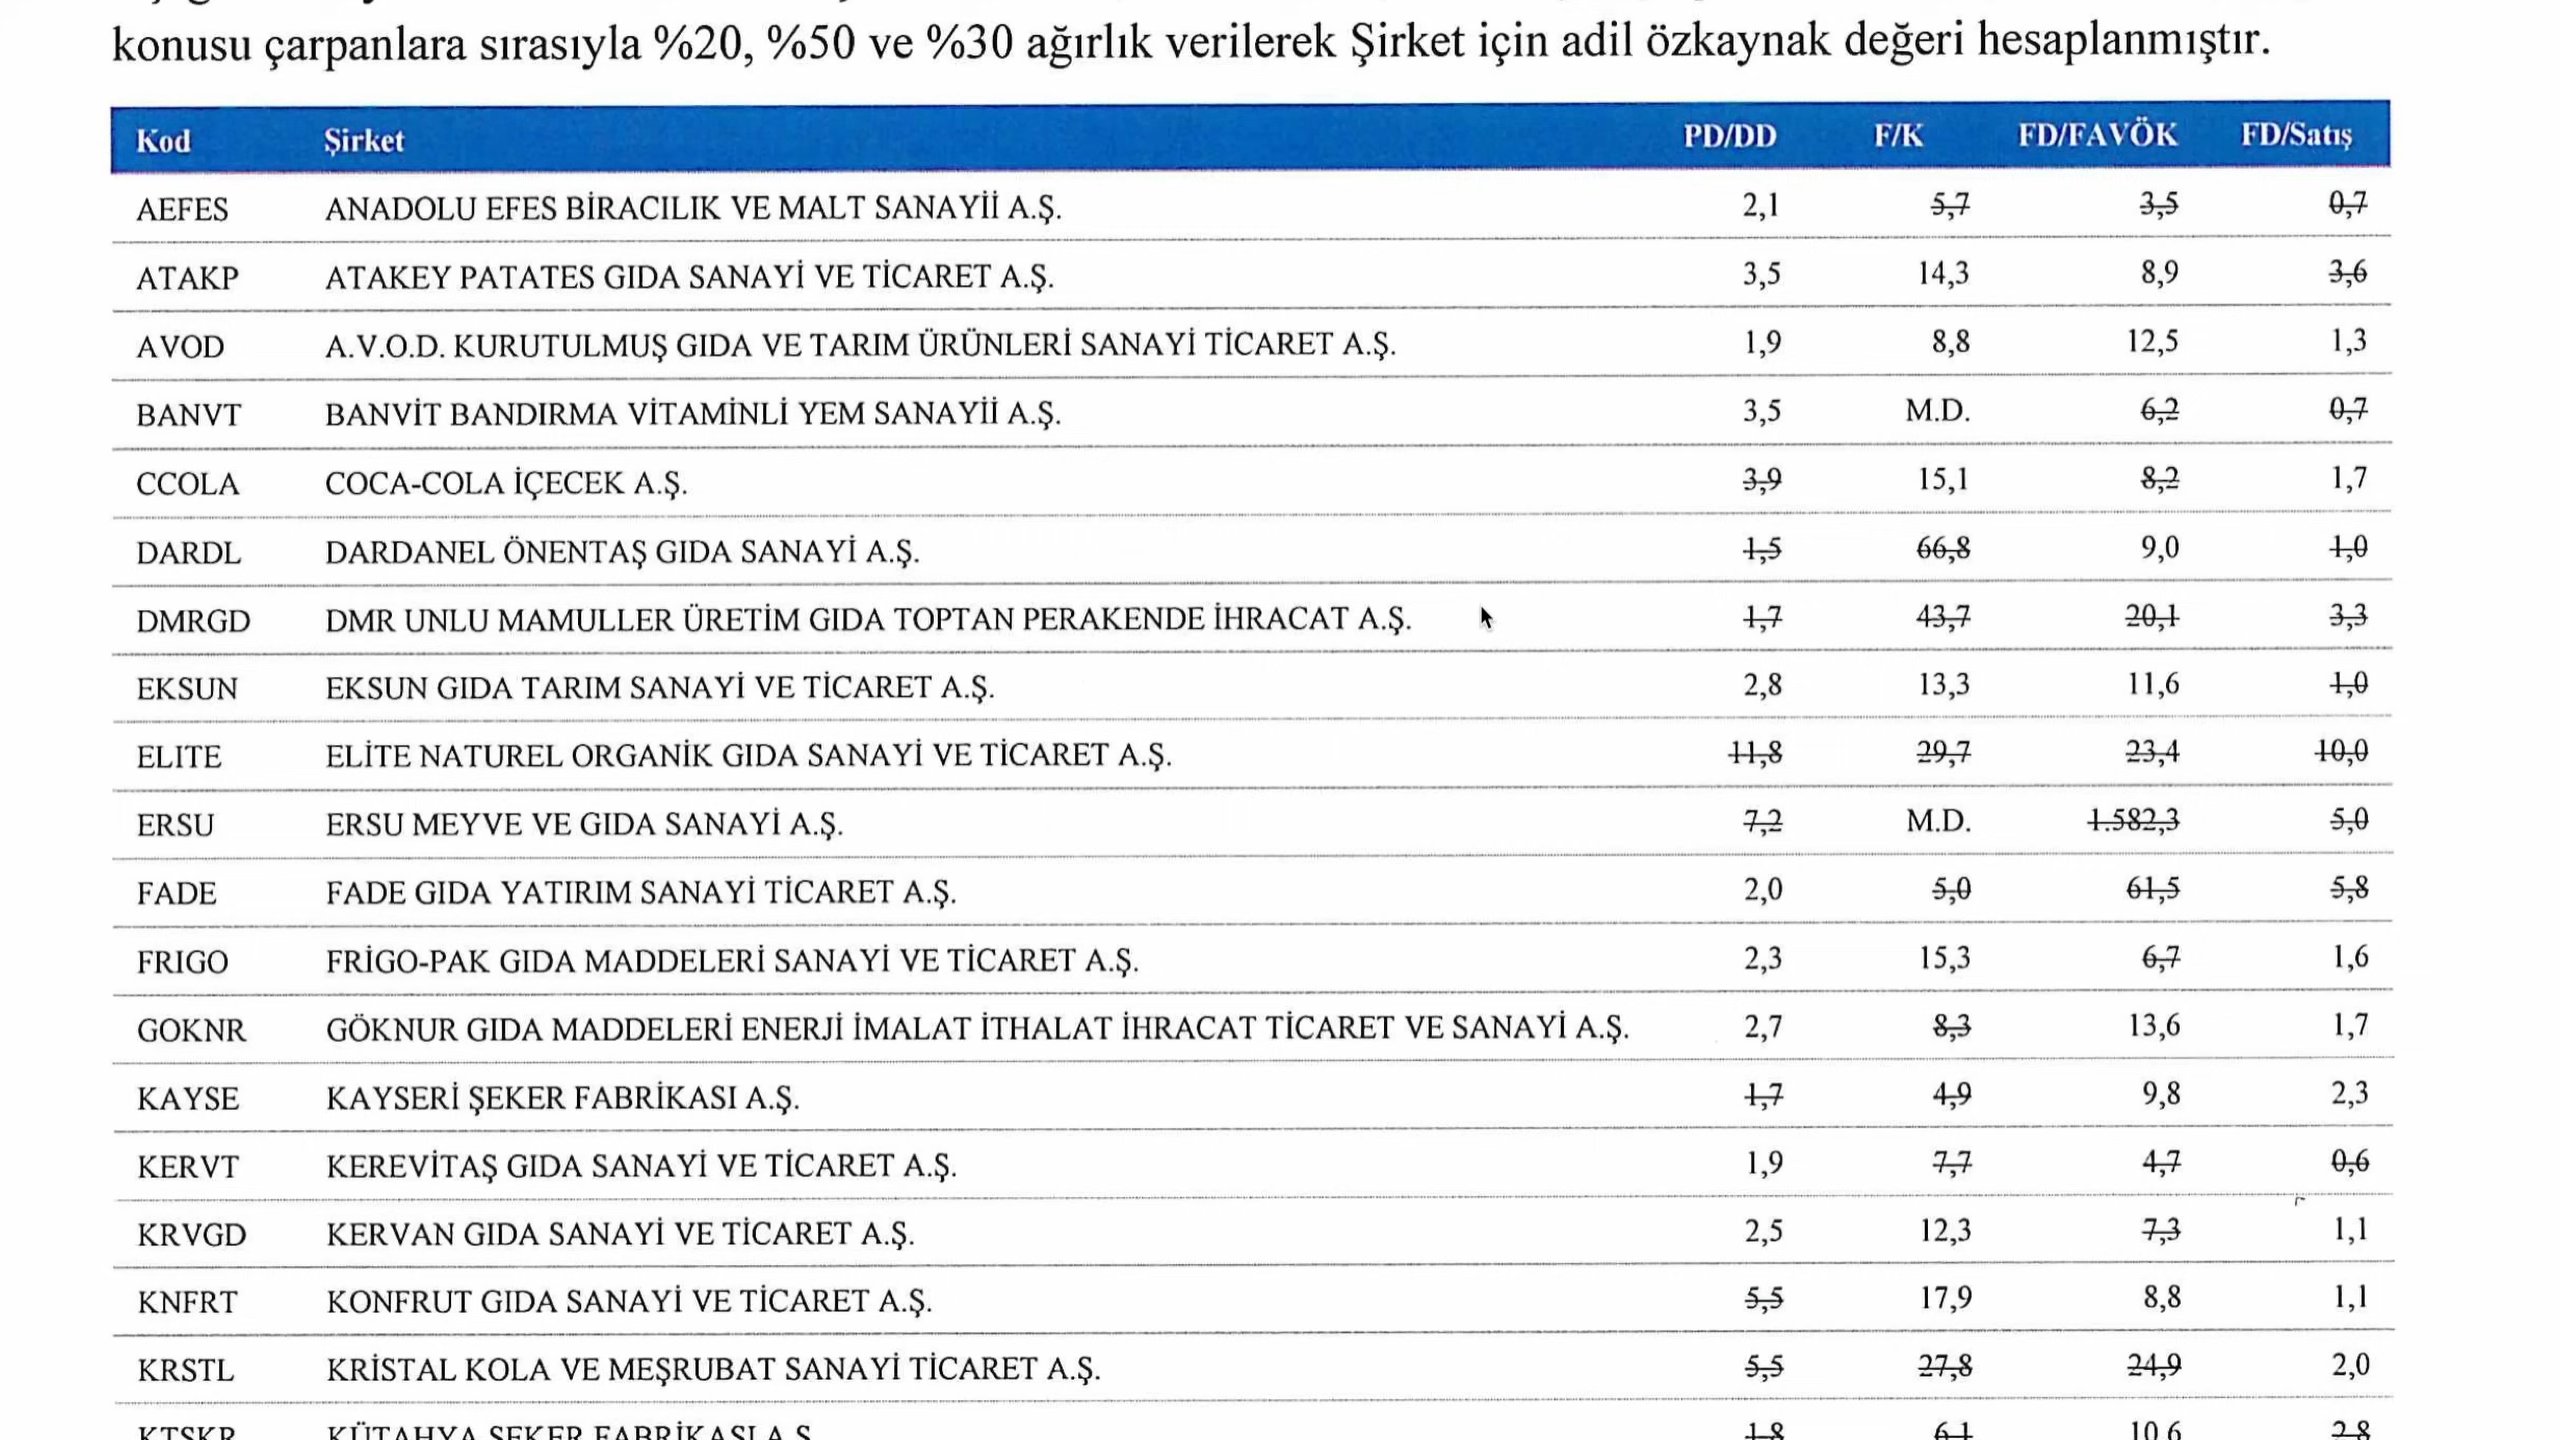 konusu çarpanlara sırasıyla %20, %50 ve %30 ağırlık verilerek Şirket için adil özkaynak değeri hesaplanmıştır.
Kod Şirket PD/DD F/K FD/FAVÖK FD/Satış
AEFES ANADOLU EFES BİRACILIK VE MALT SANAYİİ A.Ş. 2,1 5,7 3,5 0,7
ATAKP ATAKEY PATATES GIDA SANAYİ VE TİCARET A.Ş. 3,5 14,3 8,9 3,6
AVOD A.V.O.D. KURUTULMUŞ GIDA VE TARIM ÜRÜNLERİ SANAYİ TİCARET A.Ş. 1,9 8,8 12,5 1,3
BANVT BANVİT BANDIRMA VİTAMİNLİ YEM SANAYİİ A.Ş. 3,5 M.D. 6,2 0,7
CCOLA COCA-COLA İÇECEK A.Ş. 3,9 15,1 8,2 1,7
DARDL DARDANEL ÖNENTAŞ GIDA SANAYİ A.Ş. 1,5 66,8 9,0 1,0
DMRGD DMR UNLU MAMULLER ÜRETİM GIDA TOPTAN PERAKENDE İHRACAT A.Ş. 1,7 43,7 20,1 3,3
EKSUN EKSUN GIDA TARIM SANAYİ VE TİCARET A.Ş. 2,8 13,3 11,6 1,0
ELITE ELİTE NATUREL ORGANİK GIDA SANAYİ VE TİCARET A.Ş. 11,8 29,7 23,4 10,0
ERSU ERSU MEYVE VE GIDA SANAYİ A.Ş. 7,2 M.D. 1.582,3 5,0
FADE FADE GIDA YATIRIM SANAYİ TİCARET A.Ş. 2,0 5,0 61,5 5,8
FRIGO FRİGO-PAK GIDA MADDELERİ SANAYİ VE TİCARET A.Ş. 2,3 15,3 6,7 1,6
GOKNR GÖKNUR GIDA MADDELERİ ENERJİ İMALAT İTHALAT İHRACAT TİCARET VE SANAYİ A.Ş. 2,7 8,3 13,6 1,7
KAYSE KAYSERİ ŞEKER FABRİKASI A.Ş. 1,7 4,9 9,8 2,3
KERVT KEREVİTAŞ GIDA SANAYİ VE TİCARET A.Ş. 1,9 7,7 4,7 0,6
KRVGD KERVAN GIDA SANAYİ VE TİCARET A.Ş. 2,5 12,3 7,3 1,1
KNFRT KONFRUT GIDA SANAYİ VE TİCARET A.Ş. 5,5 17,9 8,8 1,1
KRSTL KRİSTAL KOLA VE MEŞRUBAT SANAYİ TİCARET A.Ş. 5,5 27,8 24,9 2,0
KTSKR KÜTAHYA ŞEKER FABRİKASI A.Ş. 1,8 6,1 10,6 2,8